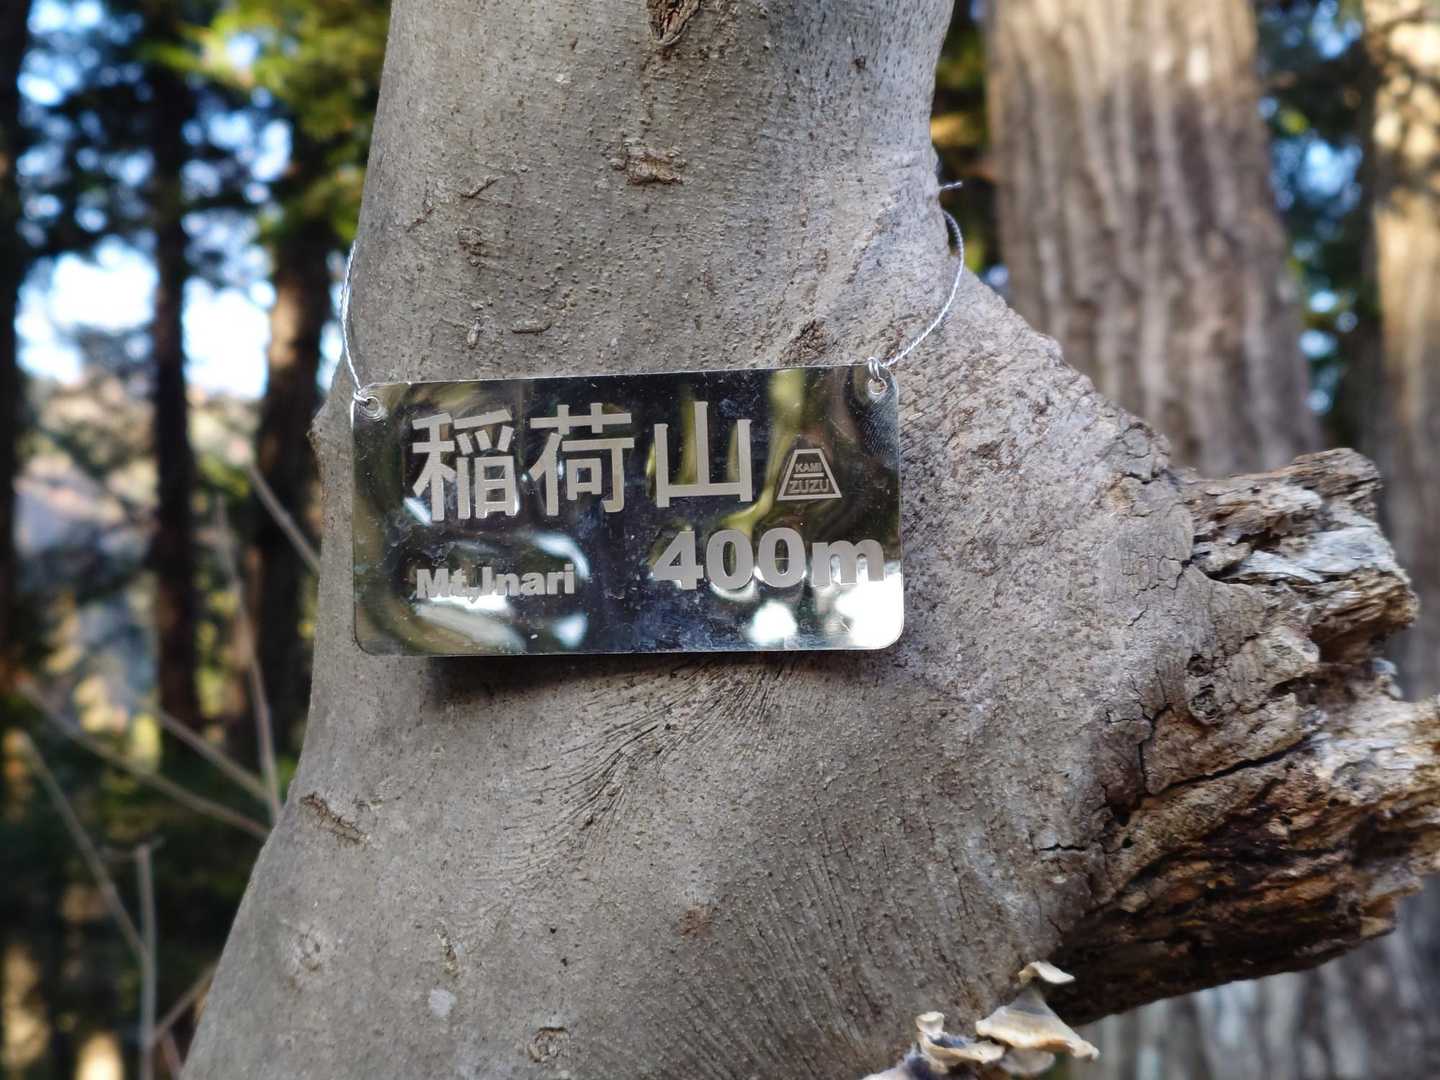 稲荷山
KAMI
ZUZU
Mt,Inari
400m